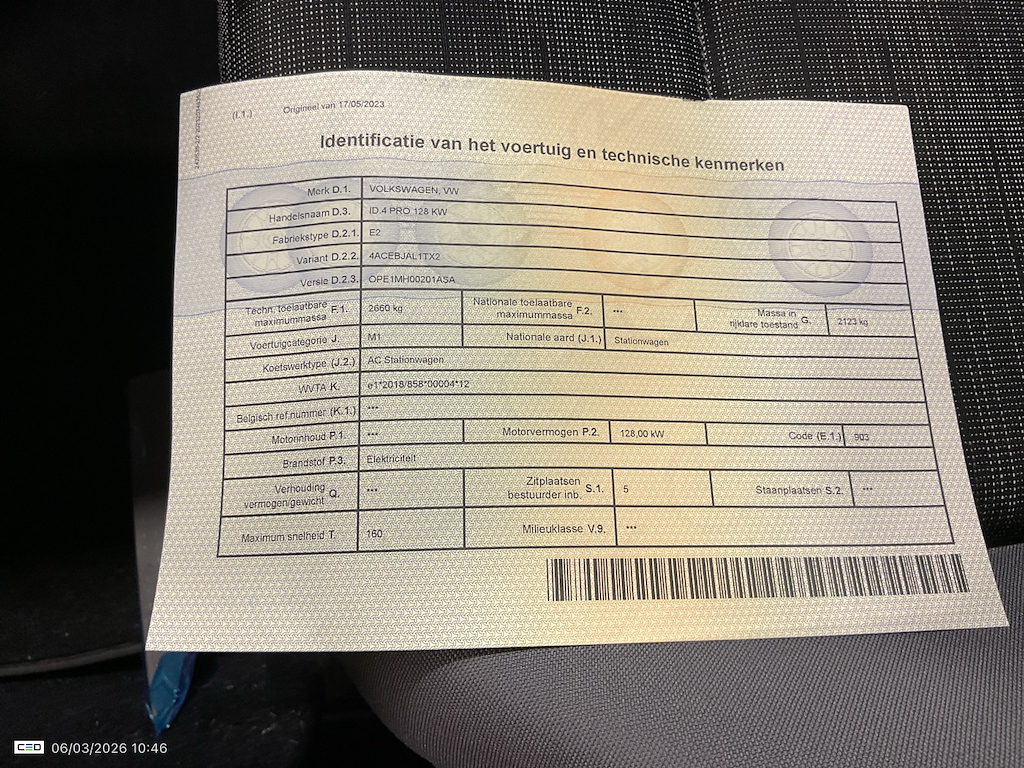 (I.1.) Origineel van 17/05/2023
Identificatie van het voertuig en technische kenmerken
Merk D.1. VOLKSWAGEN, VW
Handelsnaam D.3. ID.4 PRO 128 KW
Fabriekstype D.2.1. E2
Variant D.2.2. 4ACEBJAL1TX2
Versie D.2.3. OPE1MH00201ASA
Techn. toelaatbare maximummassa F.1. 2660 kg Nationale toelaatbare maximummassa F.2. *** Massa in rijklare toestand G. 2123 kg
Voertuigcategorie J. M1 Nationale aard (J.1.) Stationwagen
Koetswerktype (J.2.) AC Stationwagen
WVTA K. e1*2018/858*00004*12
Belgisch ref.nummer (K.1.) ***
Motorinhoud P.1. *** Motorvermogen P.2. 128,00 kW Code (E.1.) 903
Brandstof P.3. Elektriciteit
Verhouding vermogen/gewicht Q. *** Zitplaatsen bestuurder inb. S.1. 5 Staanplaatsen S.2. ***
Maximum snelheid T. 160 Milieuklasse V.9. ***
CEO 06/03/2026 10:46